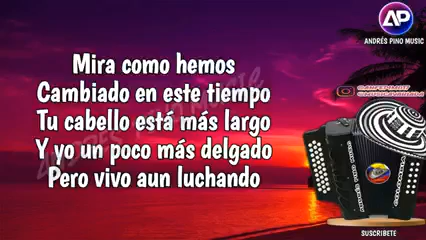 AP
ANDRÉS PINO MUSIC
Mira como hemos
Cambiado en este tiempo
Tu cabello está más largo
Y yo un poco más delgado
Pero vivo aun luchando
SUSCRIBETE